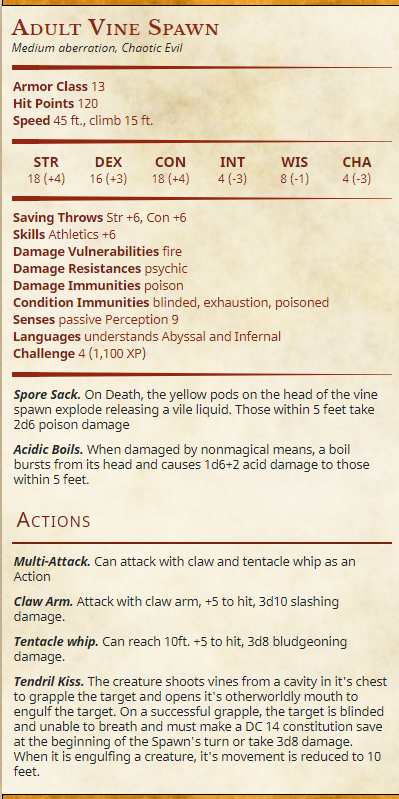 Adult Vine Spawn
Medium aberration, Chaotic Evil
Armor Class 13
Hit Points 120
Speed 45 ft., climb 15 ft.
STR DEX CON INT WIS CHA
18 (+4) 16 (+3) 18 (+4) 4 (-3) 8 (-1) 4 (-3)
Saving Throws Str +6, Con +6
Skills Athletics +6
Damage Vulnerabilities fire
Damage Resistances psychic
Damage Immunities poison
Condition Immunities blinded, exhaustion, poisoned
Senses passive Perception 9
Languages understands Abyssal and Infernal
Challenge 4 (1,100 XP)
Spore Sack. On Death, the yellow pods on the head of the vine
spawn explode releasing a vile liquid. Those within 5 feet take
2d6 poison damage
Acidic Boils. When damaged by nonmagical means, a boil
bursts from its head and causes 1d6+2 acid damage to those
within 5 feet.
Actions
Multi-Attack. Can attack with claw and tentacle whip as an
Action
Claw Arm. Attack with claw arm, +5 to hit, 3d10 slashing
damage.
Tentacle whip. Can reach 10ft. +5 to hit, 3d8 bludgeoning
damage.
Tendril Kiss. The creature shoots vines from a cavity in it's chest
to grapple the target and opens it's otherworldly mouth to
engulf the target. On a successful grapple, the target is blinded
and unable to breath and must make a DC 14 constitution save
at the beginning of the Spawn's turn or take 3d8 damage.
When it is engulfing a creature, it's movement is reduced to 10
feet.